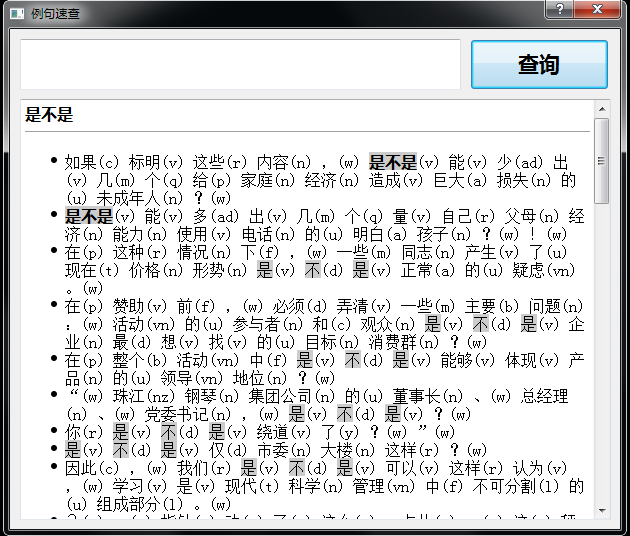 例句速查
查询
是不是
如果(c) 标明(v) 这些(r) 内容(n) ，(w) 是不是(v) 能(v) 少(ad) 出
(v) 几(m) 个(q) 给(p) 家庭(n) 经济(n) 造成(v) 巨大(a) 损失(n) 的
(u) 未成年人(n) ？(w)
是不是(v) 能(v) 多(ad) 出(v) 几(m) 个(q) 量(v) 自己(r) 父母(n) 经
济(n) 能力(n) 使用(v) 电话(n) 的(u) 明白(a) 孩子(n) ？(w) ！(w)
在(p) 这种(r) 情况(n) 下(f) ，(w) 一些(m) 同志(n) 产生(v) 了(u)
现在(t) 价格(n) 形势(n) 是(v) 不(d) 是(v) 正常(a) 的(u) 疑虑(vn)
。(w)
在(p) 赞助(v) 前(f) ，(w) 必须(d) 弄清(v) 一些(m) 主要(b) 问题(n)
：(w) 活动(vn) 的(u) 参与者(n) 和(c) 观众(n) 是(v) 不(d) 是(v) 企
业(n) 最(d) 想(v) 找(v) 的(u) 目标(n) 消费群(n) ？(w)
在(p) 整个(b) 活动(vn) 中(f) 是(v) 不(d) 是(v) 能够(v) 体现(v) 产
品(n) 的(u) 领导(vn) 地位(n) ？(w)
“(w) 珠江(nz) 钢琴(n) 集团公司(n) 的(u) 董事长(n) 、(w) 总经理
(n) 、(w) 党委书记(n) ，(w) 是(v) 不(d) 是(v) ？(w)
你(r) 是(v) 不(d) 是(v) 绕道(v) 了(y) ？(w) ”(w)
是(v) 不(d) 是(v) 仅(d) 市委(n) 大楼(n) 这样(r) ？(w)
因此(c) ，(w) 我们(r) 是(v) 不(d) 是(v) 可以(v) 这样(r) 认为(v)
，(w) 学习(v) 是(v) 现代(t) 科学(n) 管理(vn) 中(f) 不可分割(l) 的
(u) 组成部分(l) 。(w)